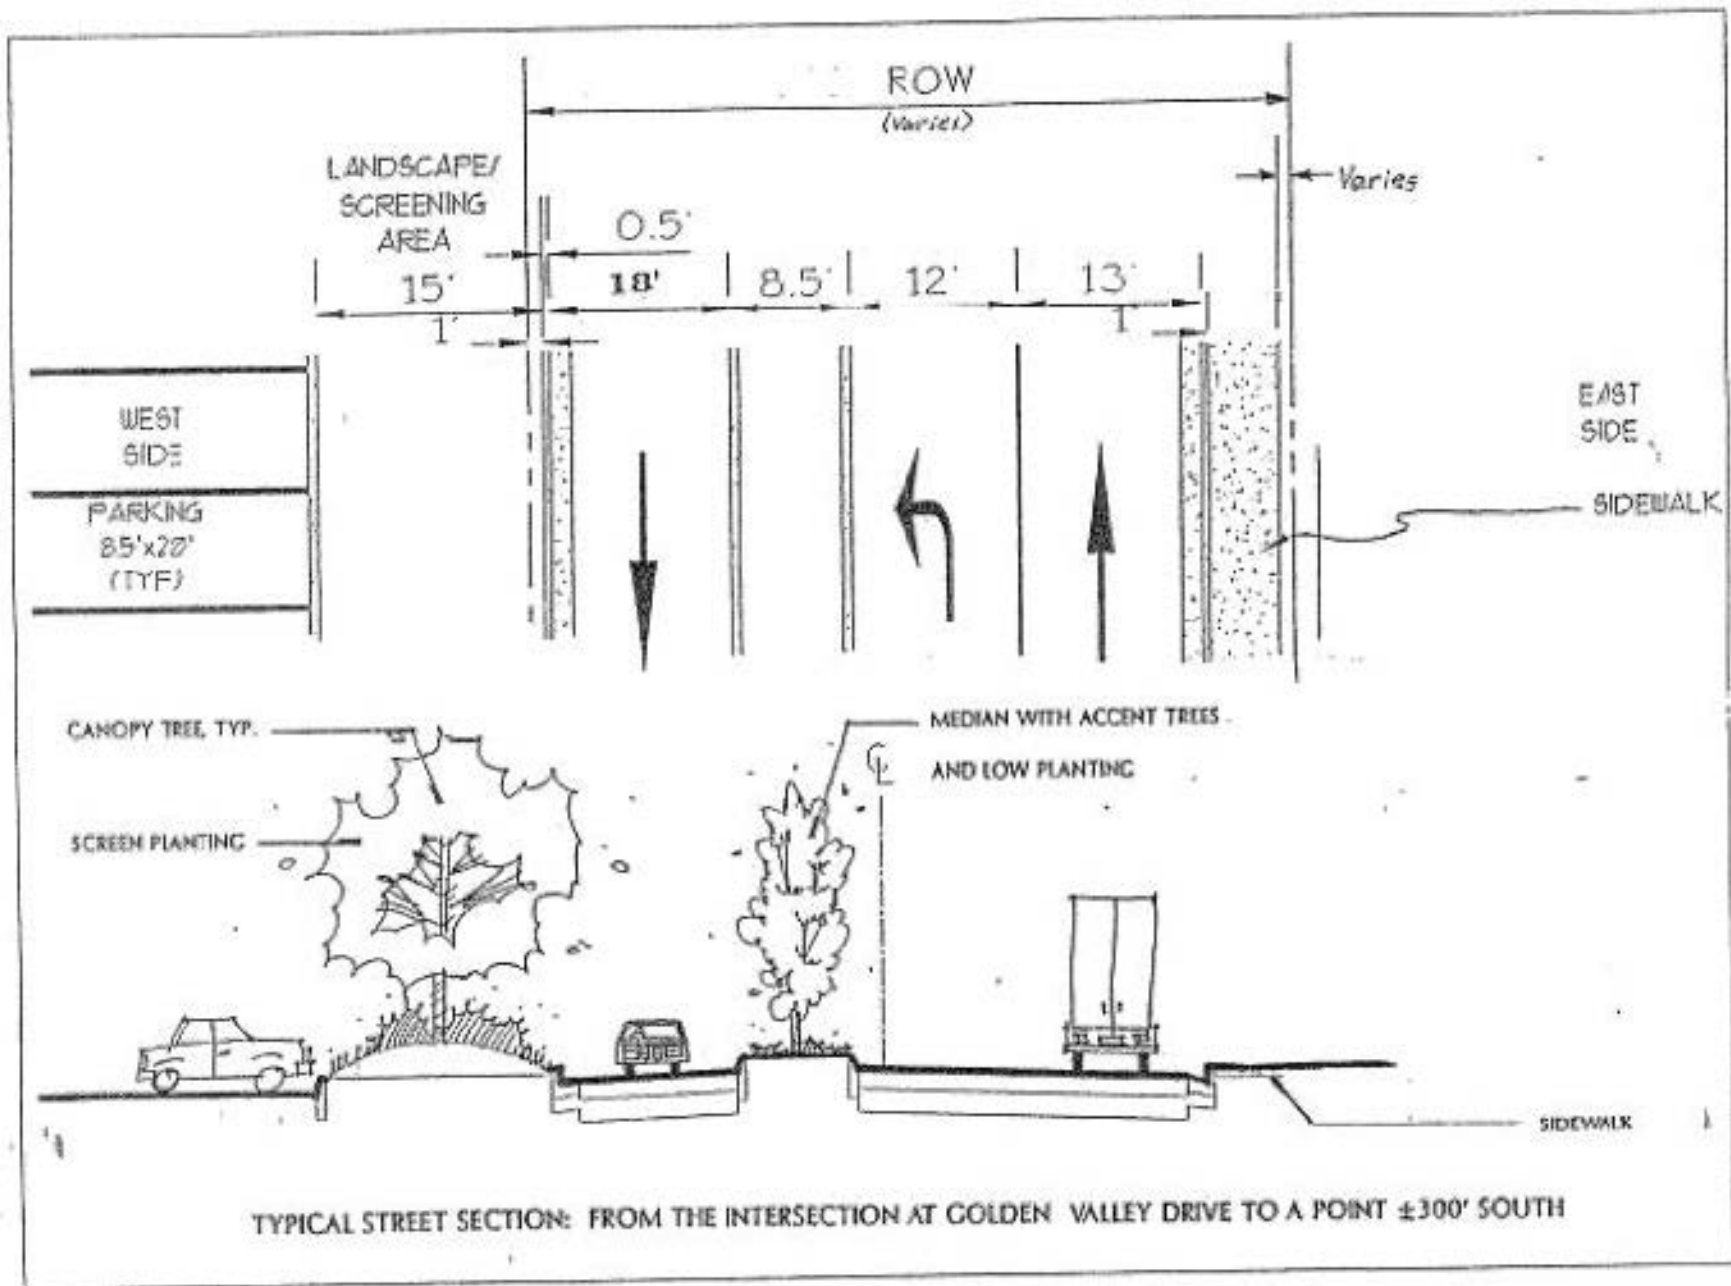 ROW
(varies)
Varies
LANDSCAPE/
SCREENING
AREA
0.5'
15'
18'
8.5'
12'
13'
1'
1'
WEST
SIDE
PARKING
8.5'x20'
(TYP)
EAST
SIDE
SIDEWALK
CANOPY TREE, TYP.
MEDIAN WITH ACCENT TREES
CL
AND LOW PLANTING
SCREEN PLANTING
SIDEWALK
TYPICAL STREET SECTION: FROM THE INTERSECTION AT GOLDEN VALLEY DRIVE TO A POINT ±300' SOUTH